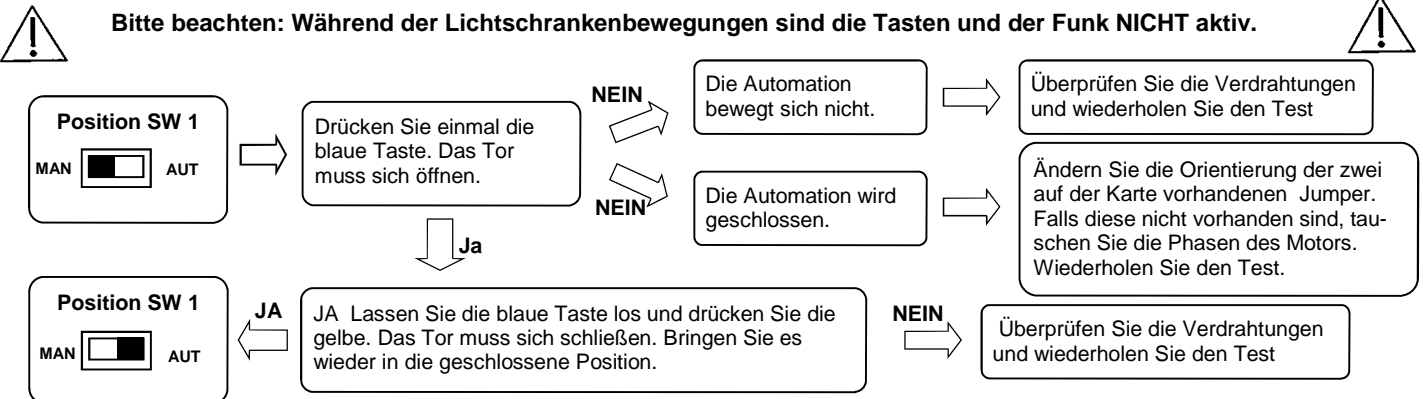 Bitte beachten: Während der Lichtschrankenbewegungen sind die Tasten und der Funk NICHT aktiv.
Position SW 1
MAN
AUT
Drücken Sie einmal die
blaue Taste. Das Tor
muss sich öffnen.
NEIN
Die Automation
bewegt sich nicht.
Überprüfen Sie die Verdrahtungen
und wiederholen Sie den Test
NEIN
Die Automation wird
geschlossen.
Ändern Sie die Orientierung der zwei
auf der Karte vorhandenen Jumper.
Falls diese nicht vorhanden sind, tau-
schen Sie die Phasen des Motors.
Wiederholen Sie den Test.
Ja
JA Lassen Sie die blaue Taste los und drücken Sie die
gelbe. Das Tor muss sich schließen. Bringen Sie es
wieder in die geschlossene Position.
JA
Position SW 1
MAN
AUT
NEIN
Überprüfen Sie die Verdrahtungen
und wiederholen Sie den Test